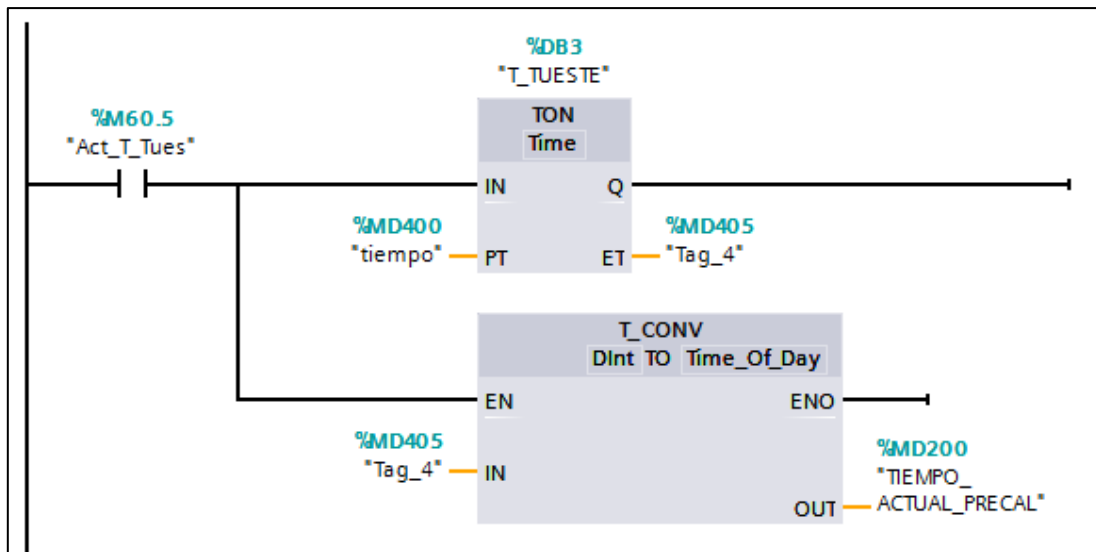 %DB3
"T_TUESTE"
%M60.5
"Act_T_Tues"
TON
Time
IN
Q
%MD400
"tiempo"
PT
ET
%MD405
"Tag_4"
T_CONV
DInt TO Time_Of_Day
EN
ENO
%MD405
"Tag_4"
IN
%MD200
"TIEMPO_
ACTUAL_PRECAL"
OUT